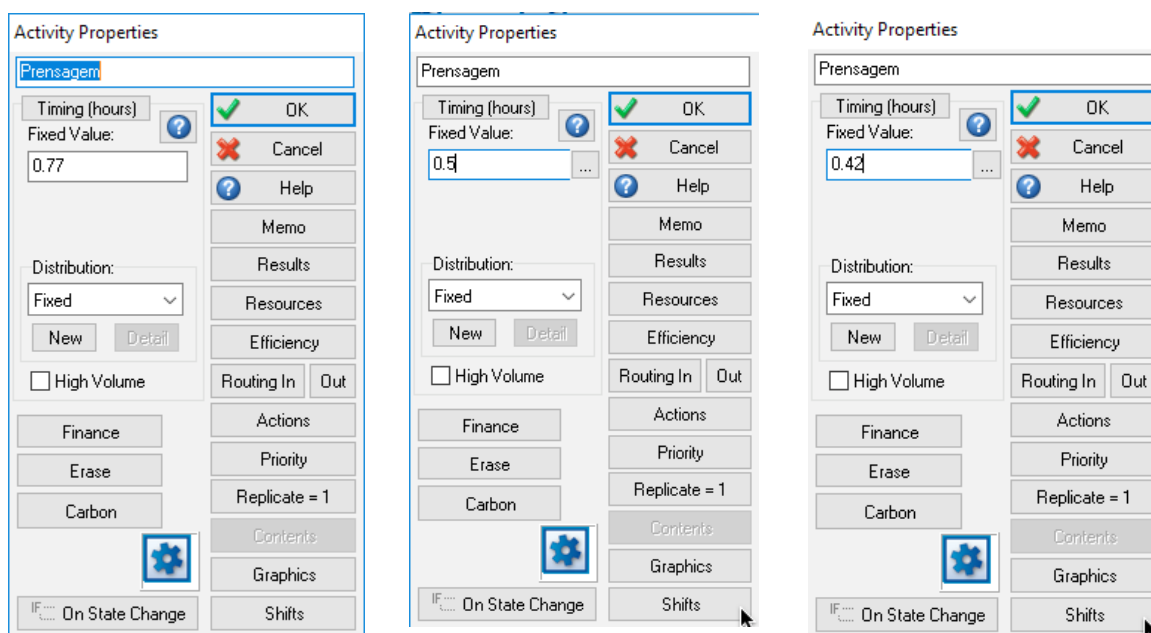 Activity Properties
Prensagem
Timing (hours)
Fixed Value:
0.77
Distribution:
Fixed
New
Detail
High Volume
Finance
Erase
Carbon
IF
On State Change
OK
Cancel
Help
Memo
Results
Resources
Efficiency
Routing In
Out
Actions
Priority
Replicate = 1
Contents
Graphics
Shifts
Activity Properties
Prensagem
Timing (hours)
Fixed Value:
0.5
...
Distribution:
Fixed
New
Detail
High Volume
Finance
Erase
Carbon
IF
On State Change
OK
Cancel
Help
Memo
Results
Resources
Efficiency
Routing In
Out
Actions
Priority
Replicate = 1
Contents
Graphics
Shifts
Activity Properties
Prensagem
Timing (hours)
Fixed Value:
0.42
...
Distribution:
Fixed
New
Detail
High Volume
Finance
Erase
Carbon
IF
On State Change
OK
Cancel
Help
Memo
Results
Resources
Efficiency
Routing In
Out
Actions
Priority
Replicate = 1
Contents
Graphics
Shifts